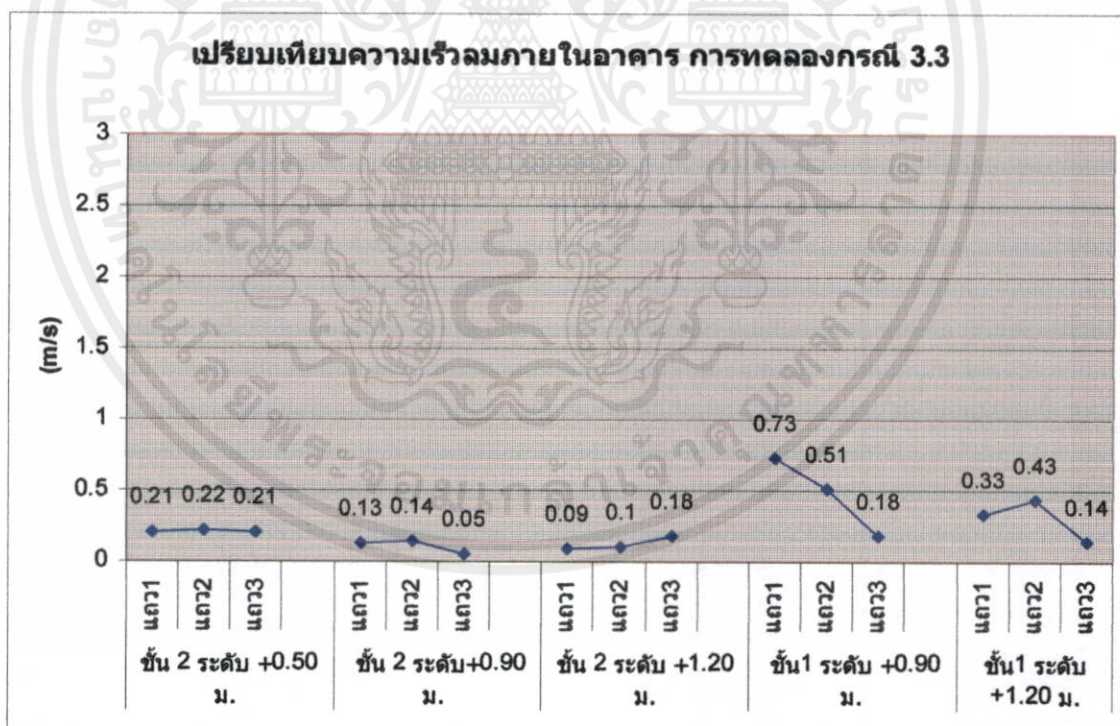 เปรียบเทียบความเร็วลมภายในอาคาร การทดลองกรณี 3.3
(m/s)
3
2.5
2
1.5
1
0.5
0
0.21 0.22 0.21
0.13 0.14 0.05
0.09 0.1 0.18
0.73 0.51 0.18
0.33 0.43 0.14
แถว1 แถว2 แถว3
แถว1 แถว2 แถว3
แถว1 แถว2 แถว3
แถว1 แถว2 แถว3
แถว1 แถว2 แถว3
ชั้น 2 ระดับ +0.50
ม.
ชั้น 2 ระดับ+0.90
ม.
ชั้น 2 ระดับ +1.20
ม.
ชั้น1 ระดับ +0.90
ม.
ชั้น1 ระดับ
+1.20 ม.